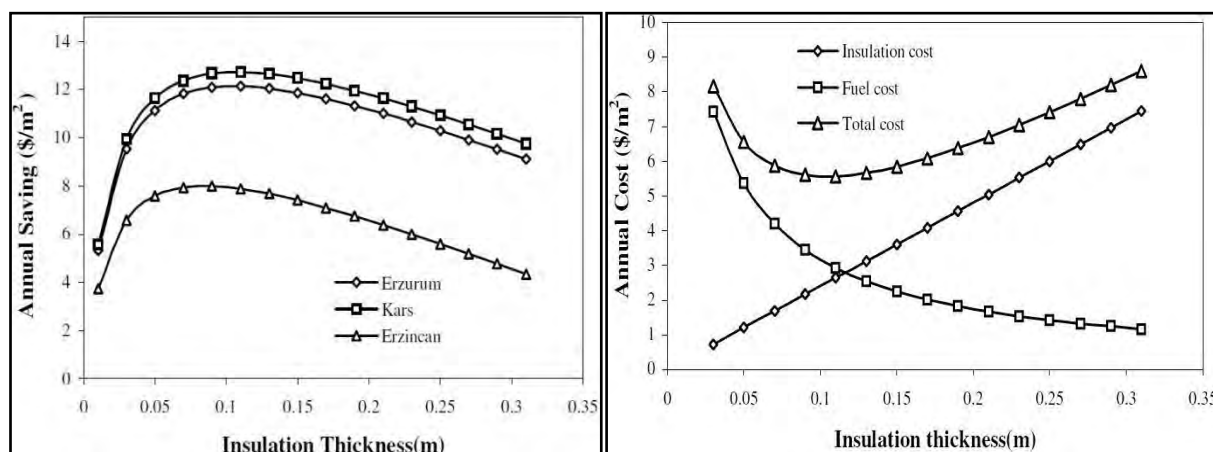 Annual Saving ($/m²)
14
12
10
8
6
4
2
0
Erzurum
Kars
Erzincan
0 0.05 0.1 0.15 0.2 0.25 0.3 0.35
Insulation Thickness(m)
Annual Cost ($/m²)
10
9
8
7
6
5
4
3
2
1
0
Insulation cost
Fuel cost
Total cost
0 0.05 0.1 0.15 0.2 0.25 0.3 0.35
Insulation thickness(m)